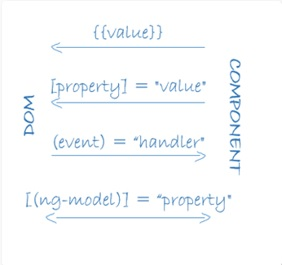 {{value}}
[property] = "value"
(event) = "handler"
[(ng-model)] = "property"
DOM
COMPONENT